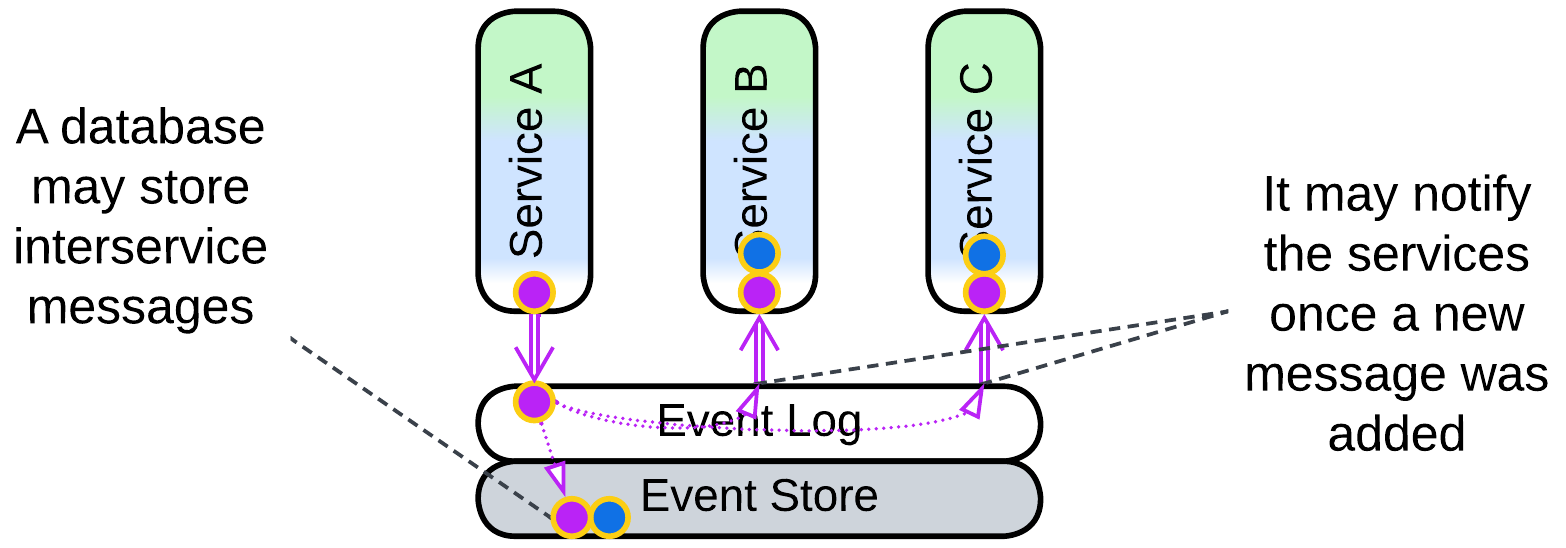 A database
may store
interservice
messages
Service A
Service B
Service C
It may notify
the services
once a new
message was
added
Event Log
Event Store